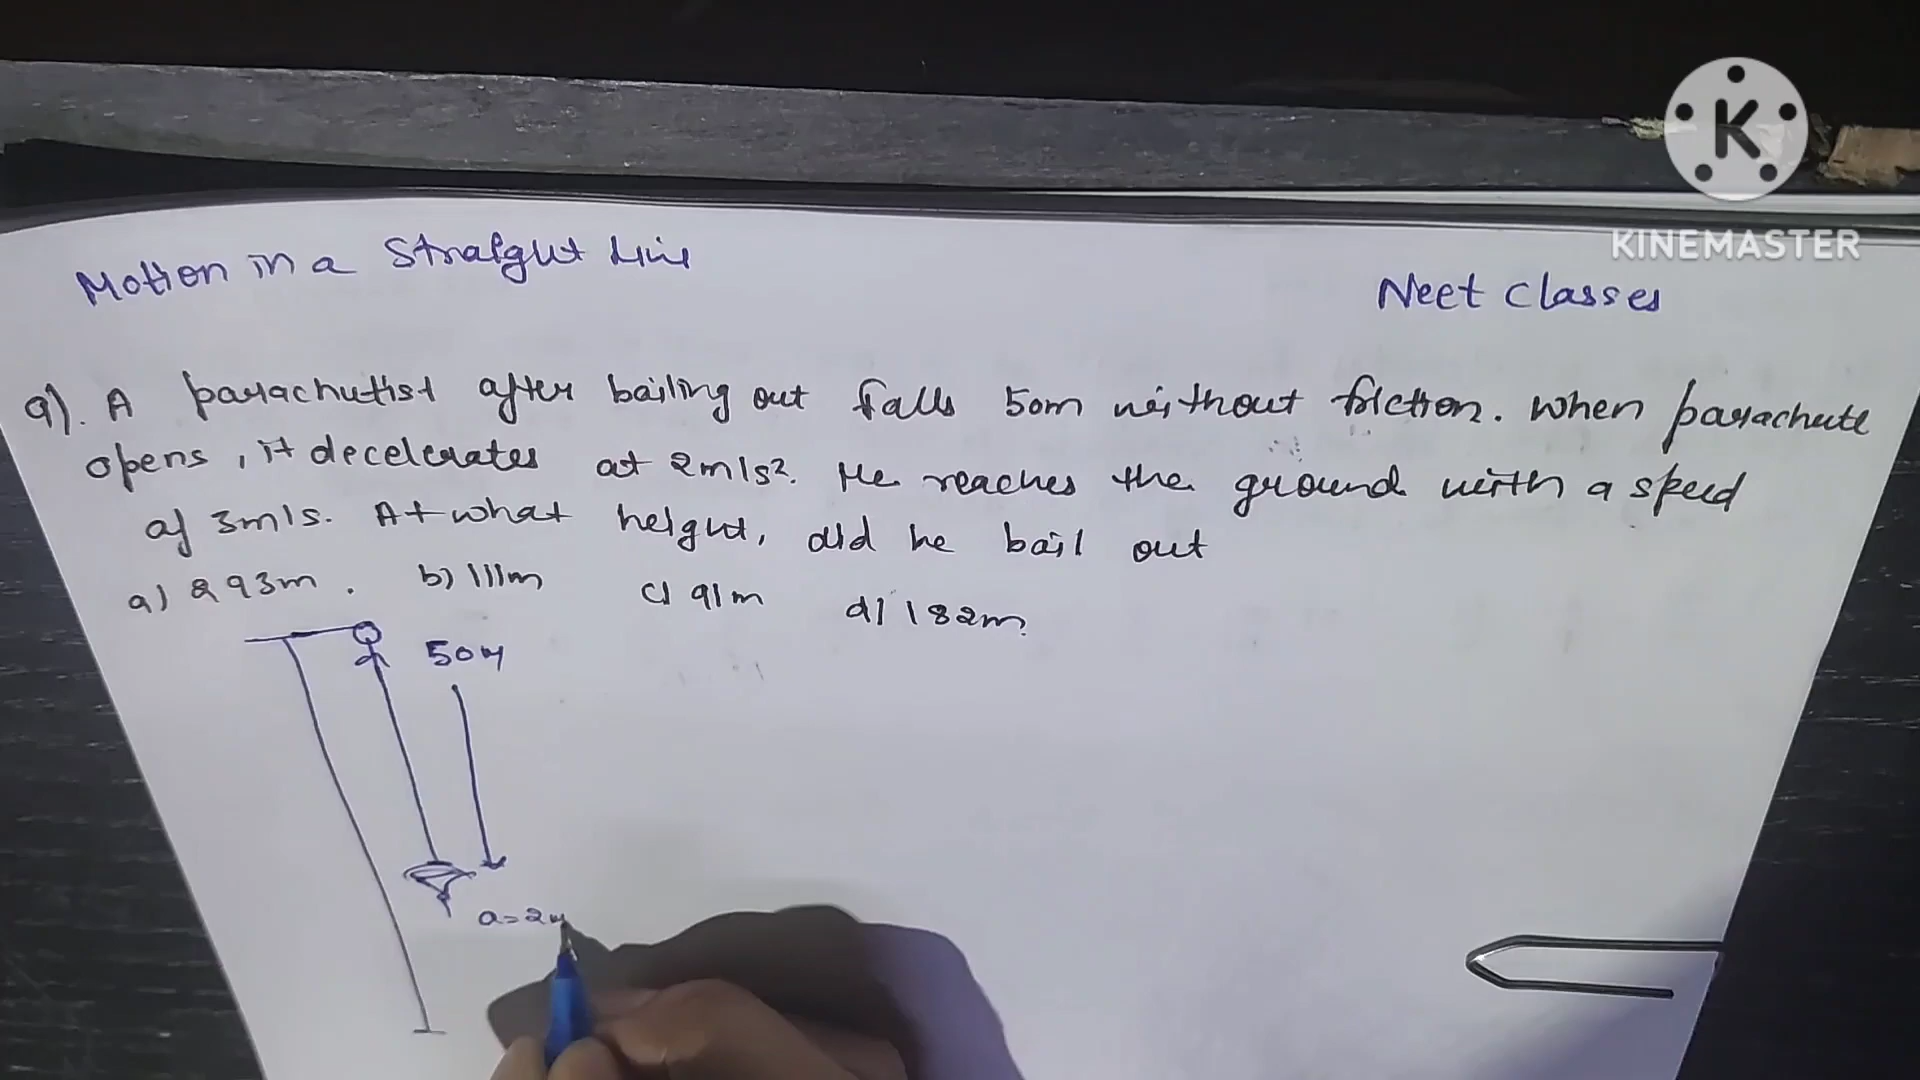 K
KINEMASTER
Motion in a Straight Line
Neet Classes
9). A parachutist after bailing out falls 50m without friction. When parachute
opens, it decelerates at 2m/s². He reaches the ground with a speed
of 3m/s. At what height, did he bail out
a) 293m. b) 111m c) 91m d) 182m.
50m
a=2m